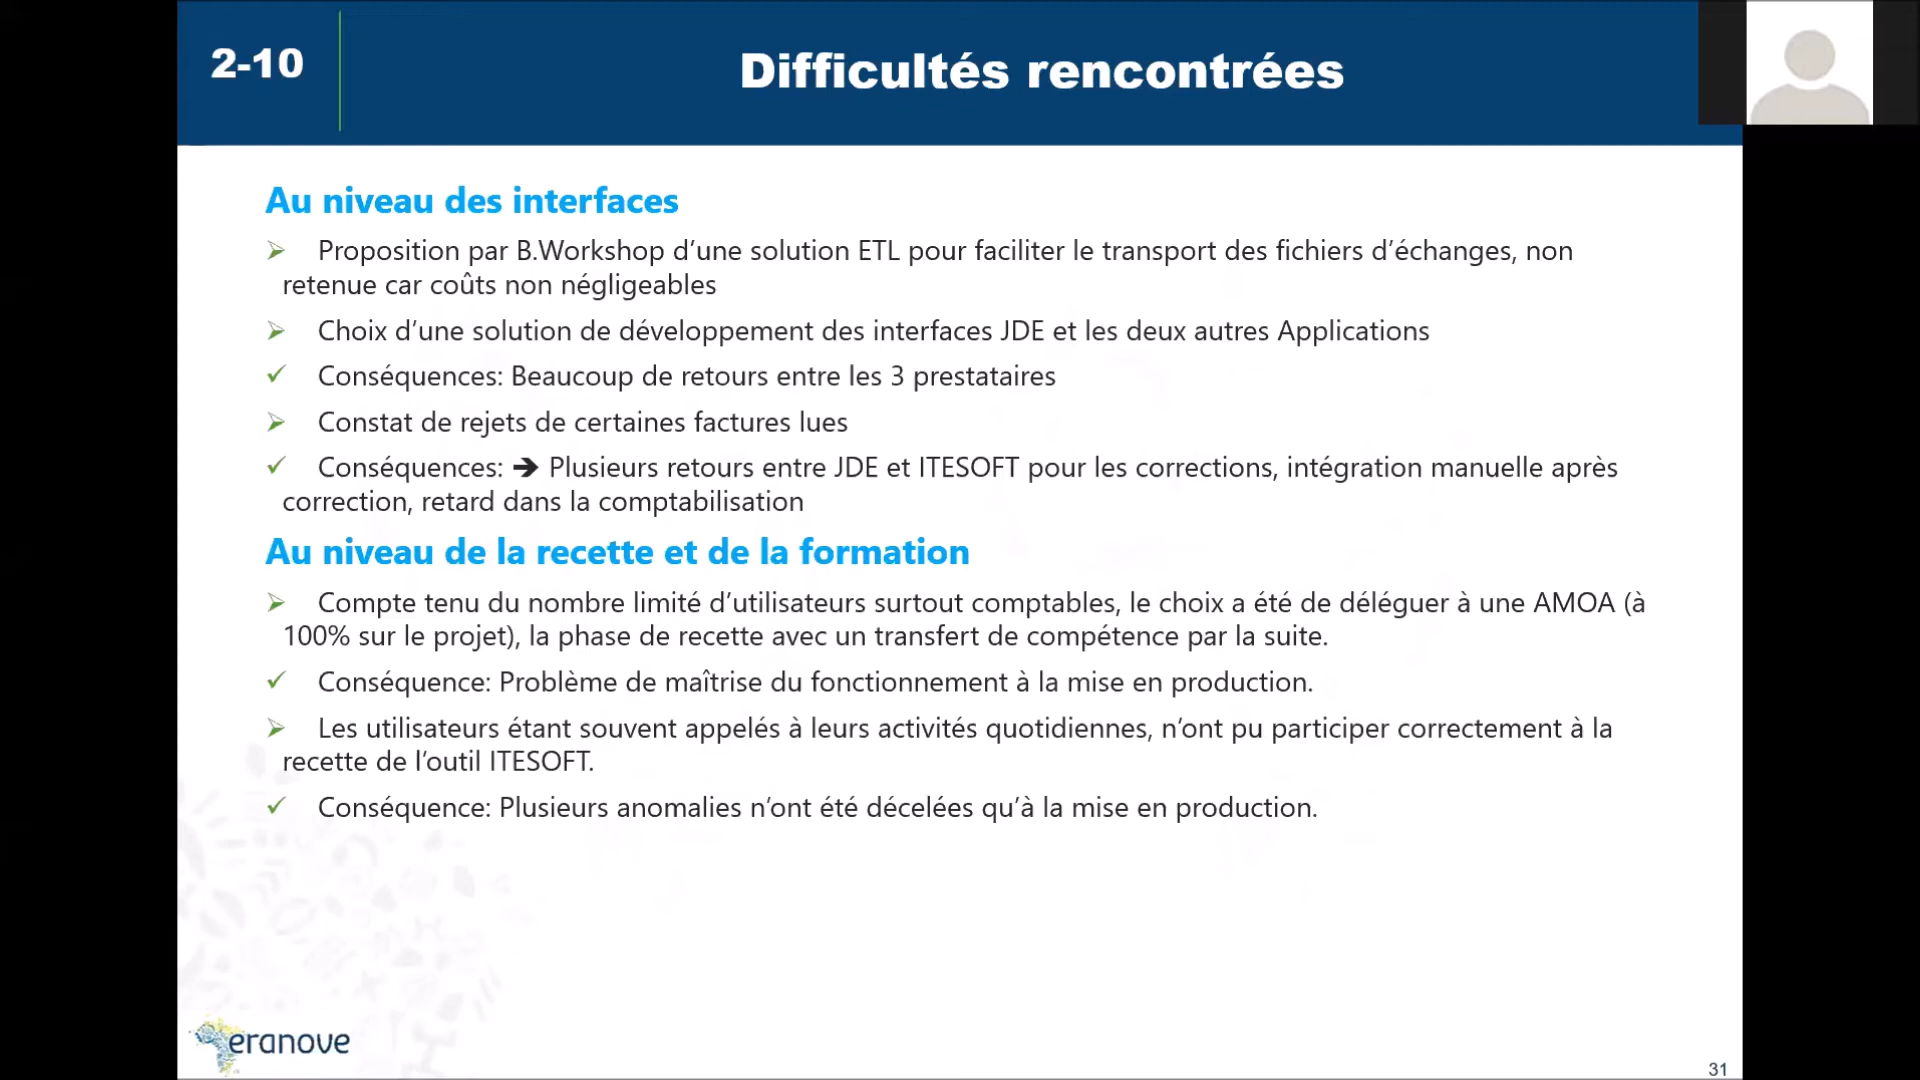 2-10
Difficultés rencontrées
Au niveau des interfaces
➢ Proposition par B.Workshop d’une solution ETL pour faciliter le transport des fichiers d’échanges, non
retenue car coûts non négligeables
➢ Choix d’une solution de développement des interfaces JDE et les deux autres Applications
✓ Conséquences: Beaucoup de retours entre les 3 prestataires
➢ Constat de rejets de certaines factures lues
✓ Conséquences: ➔ Plusieurs retours entre JDE et ITESOFT pour les corrections, intégration manuelle après
correction, retard dans la comptabilisation
Au niveau de la recette et de la formation
➢ Compte tenu du nombre limité d’utilisateurs surtout comptables, le choix a été de déléguer à une AMOA (à
100% sur le projet), la phase de recette avec un transfert de compétence par la suite.
✓ Conséquence: Problème de maîtrise du fonctionnement à la mise en production.
➢ Les utilisateurs étant souvent appelés à leurs activités quotidiennes, n’ont pu participer correctement à la
recette de l’outil ITESOFT.
✓ Conséquence: Plusieurs anomalies n’ont été décelées qu’à la mise en production.
eranove
31